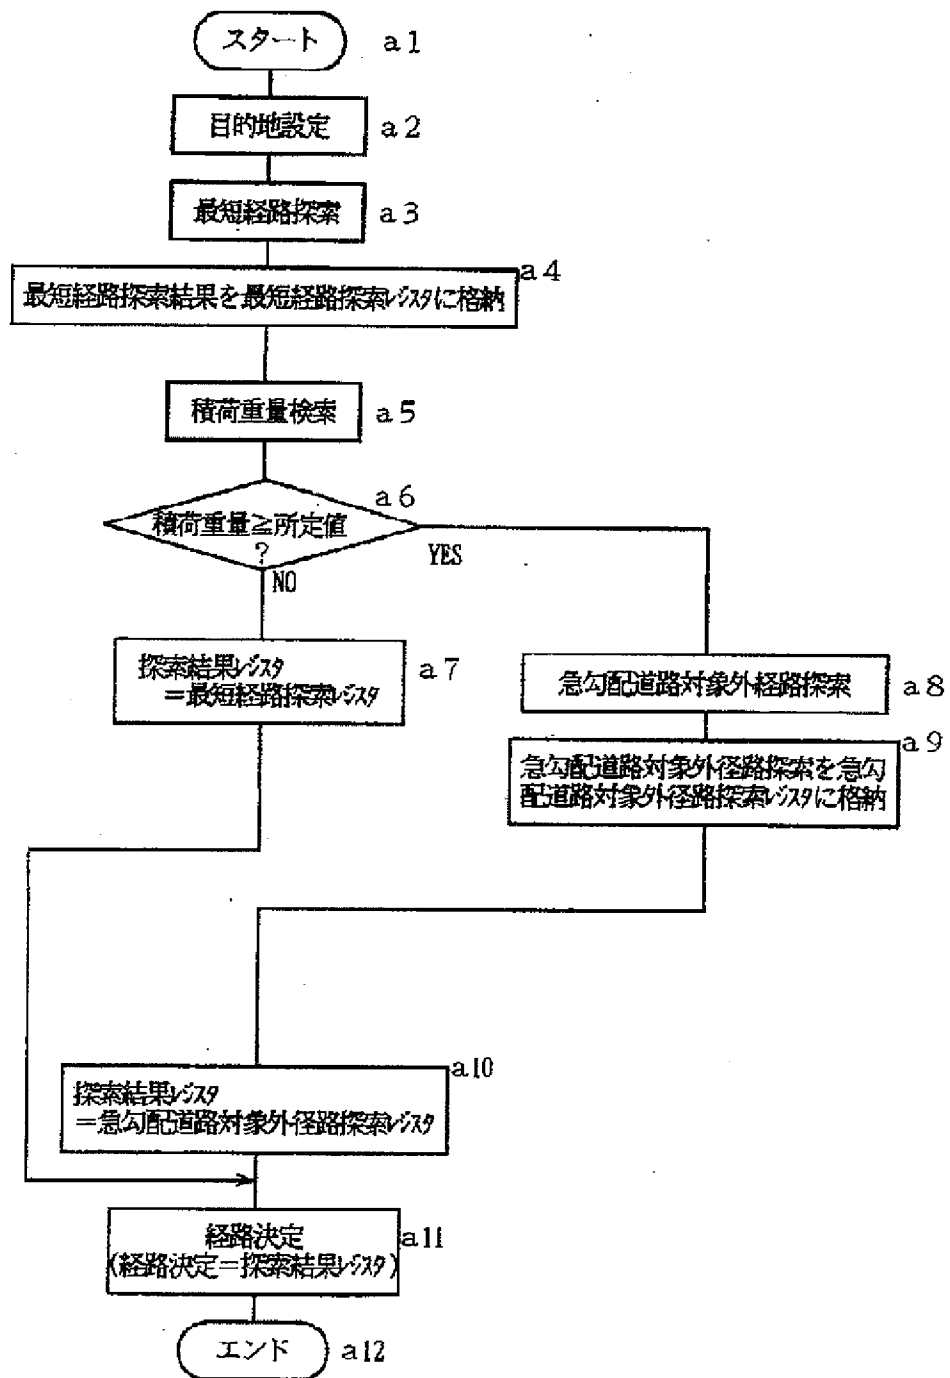 スタート a1
目的地設定 a2
最短経路探索 a3
a4
最短経路探索結果を最短経路探索ﾚｼﾞｽﾀに格納
積荷重量検索 a5
a6
積荷重量≧所定値
?
YES
NO
探索結果ﾚｼﾞｽﾀ
=最短経路探索ﾚｼﾞｽﾀ
a7
急勾配道路対象外経路探索 a8
a9
急勾配道路対象外径路探索を急勾
配道路対象外径路探索ﾚｼﾞｽﾀに格納
a10
探索結果ﾚｼﾞｽﾀ
=急勾配道路対象外径路探索ﾚｼﾞｽﾀ
経路決定
(経路決定=探索結果ﾚｼﾞｽﾀ)
a11
エンド a12